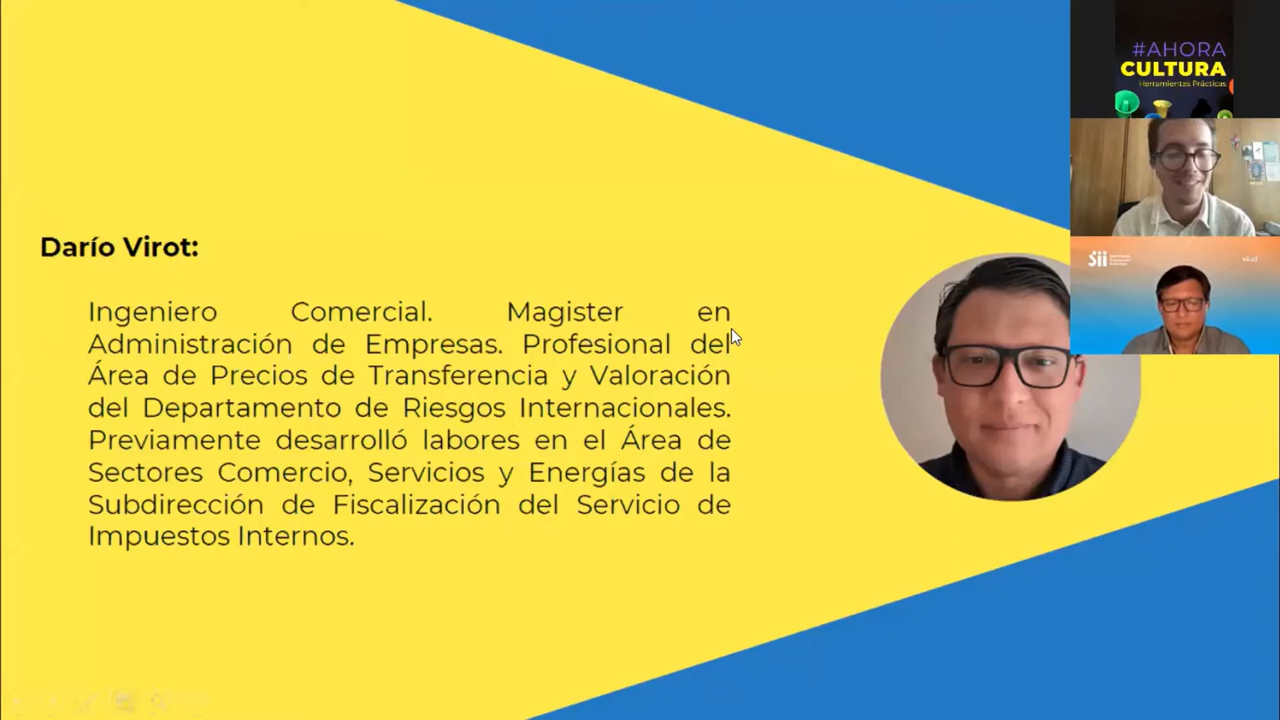 #AHORA
CULTURA
Herramientas Prácticas
Sii
Darío Virot:
Ingeniero Comercial. Magister en
Administración de Empresas. Profesional del
Área de Precios de Transferencia y Valoración
del Departamento de Riesgos Internacionales.
Previamente desarrolló labores en el Área de
Sectores Comercio, Servicios y Energías de la
Subdirección de Fiscalización del Servicio de
Impuestos Internos.